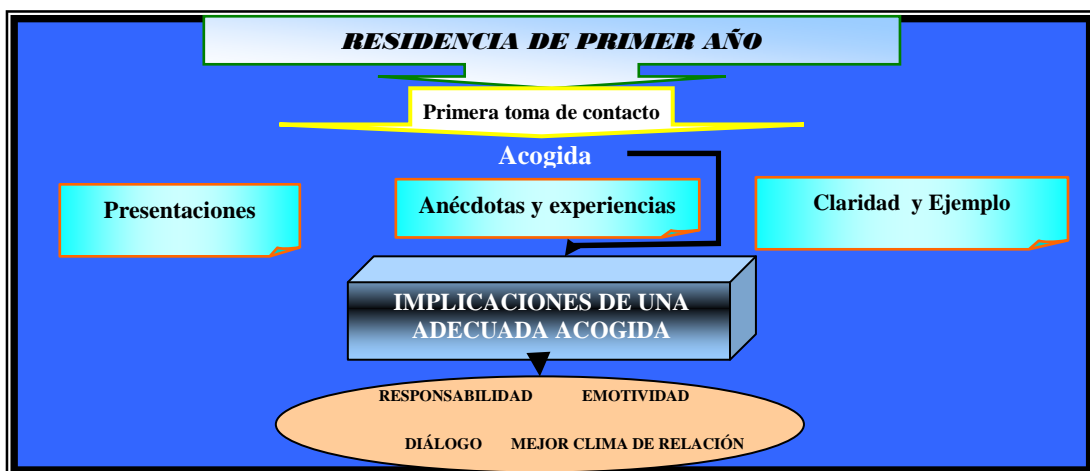 RESIDENCIA DE PRIMER AÑO
Primera toma de contacto
Acogida
Presentaciones
Anécdotas y experiencias
Claridad y Ejemplo
IMPLICACIONES DE UNA
ADECUADA ACOGIDA
RESPONSABILIDAD EMOTIVIDAD
DIÁLOGO MEJOR CLIMA DE RELACIÓN